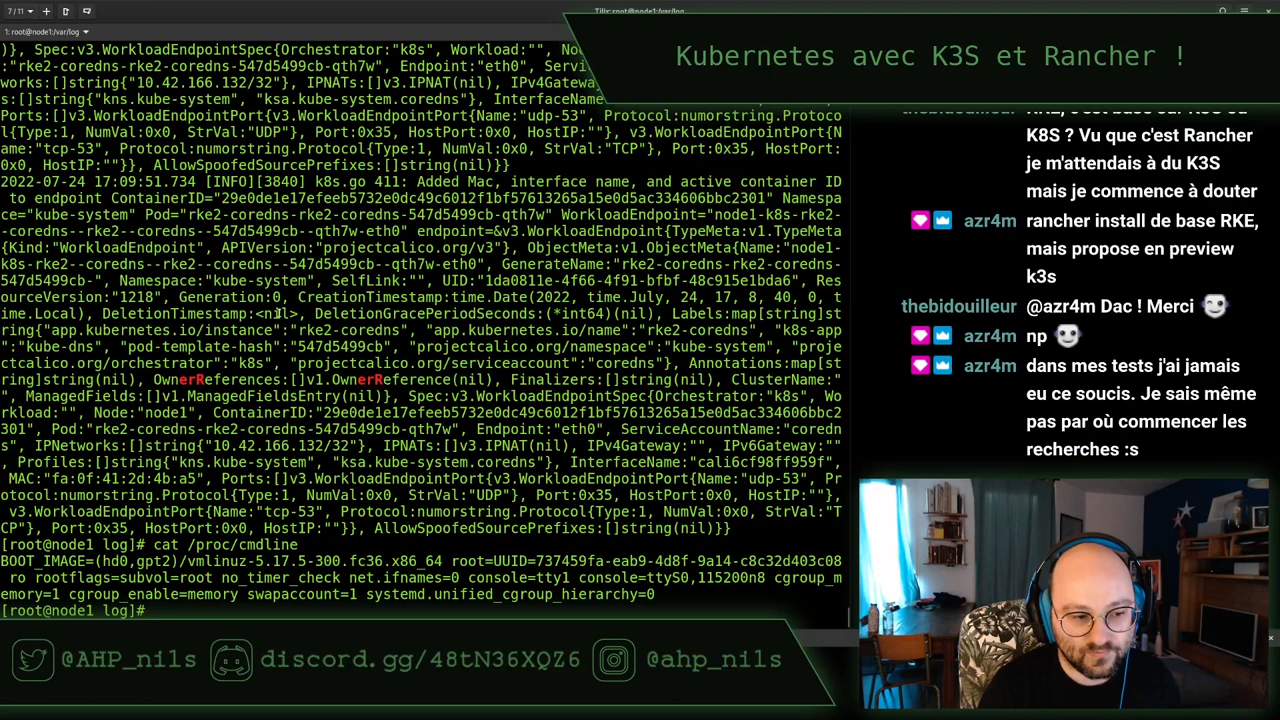 7 / 11
Tilix: root@node1:/var/log
1: root@node1:/var/log
)}, Spec:v3.WorkloadEndpointSpec{Orchestrator:"k8s", Workload:"", No
:"rke2-coredns-rke2-coredns-547d5499cb-qth7w", Endpoint:"eth0", Servi
works:[]string{"10.42.166.132/32"}, IPNATs:[]v3.IPNAT(nil), IPv4Gateway
s:[]string{"kns.kube-system", "ksa.kube-system.coredns"}, InterfaceName
Ports:[]v3.WorkloadEndpointPort{v3.WorkloadEndpointPort{Name:"udp-53", Protocol:numorstring.Protoco
l{Type:1, NumVal:0x0, StrVal:"UDP"}, Port:0x35, HostPort:0x0, HostIP:""}, v3.WorkloadEndpointPort{N
ame:"tcp-53", Protocol:numorstring.Protocol{Type:1, NumVal:0x0, StrVal:"TCP"}, Port:0x35, HostPort:
0x0, HostIP:""}}, AllowSpoofedSourcePrefixes:[]string(nil)}}
2022-07-24 17:09:51.734 [INFO][3840] k8s.go 411: Added Mac, interface name, and active container ID
to endpoint ContainerID="29e0de1e17efeeb5732e0dc49c6012f1bf57613265a15e0d5ac334606bbc2301" Namespa
ce="kube-system" Pod="rke2-coredns-rke2-coredns-547d5499cb-qth7w" WorkloadEndpoint="node1-k8s-rke2-
-coredns--rke2--coredns--547d5499cb--qth7w-eth0" endpoint=&v3.WorkloadEndpoint{TypeMeta:v1.TypeMeta
{Kind:"WorkloadEndpoint", APIVersion:"projectcalico.org/v3"}, ObjectMeta:v1.ObjectMeta{Name:"node1-
k8s-rke2--coredns--rke2--coredns--547d5499cb--qth7w-eth0", GenerateName:"rke2-coredns-rke2-coredns-
547d5499cb-", Namespace:"kube-system", SelfLink:"", UID:"1da0811e-4f66-4f91-bfbf-48c915e1bda6", Res
ourceVersion:"1218", Generation:0, CreationTimestamp:time.Date(2022, time.July, 24, 17, 8, 40, 0, t
ime.Local), DeletionTimestamp:<nil>, DeletionGracePeriodSeconds:(*int64)(nil), Labels:map[string]s
tring{"app.kubernetes.io/instance":"rke2-coredns", "app.kubernetes.io/name":"rke2-coredns", "k8s-app
":"kube-dns", "pod-template-hash":"547d5499cb", "projectcalico.org/namespace":"kube-system", "proje
ctcalico.org/orchestrator":"k8s", "projectcalico.org/serviceaccount":"coredns"}, Annotations:map[st
ring]string(nil), OwnerReferences:[]v1.OwnerReference(nil), Finalizers:[]string(nil), ClusterName:"
", ManagedFields:[]v1.ManagedFieldsEntry(nil)}, Spec:v3.WorkloadEndpointSpec{Orchestrator:"k8s", Wo
rkload:"", Node:"node1", ContainerID:"29e0de1e17efeeb5732e0dc49c6012f1bf57613265a15e0d5ac334606bbc2
301", Pod:"rke2-coredns-rke2-coredns-547d5499cb-qth7w", Endpoint:"eth0", ServiceAccountName:"coredn
s", IPNetworks:[]string{"10.42.166.132/32"}, IPNATs:[]v3.IPNAT(nil), IPv4Gateway:"", IPv6Gateway:""
, Profiles:[]string{"kns.kube-system", "ksa.kube-system.coredns"}, InterfaceName:"cali6cf98ff959f",
MAC:"fa:0f:41:2d:4b:a5", Ports:[]v3.WorkloadEndpointPort{v3.WorkloadEndpointPort{Name:"udp-53", Pr
otocol:numorstring.Protocol{Type:1, NumVal:0x0, StrVal:"UDP"}, Port:0x35, HostPort:0x0, HostIP:""},
v3.WorkloadEndpointPort{Name:"tcp-53", Protocol:numorstring.Protocol{Type:1, NumVal:0x0, StrVal:"T
CP"}, Port:0x35, HostPort:0x0, HostIP:""}}, AllowSpoofedSourcePrefixes:[]string(nil)}}
[root@node1 log]# cat /proc/cmdline
BOOT_IMAGE=(hd0,gpt2)/vmlinuz-5.17.5-300.fc36.x86_64 root=UUID=737459fa-eab9-4d8f-9a14-c8c32d403c08
ro rootflags=subvol=root no_timer_check net.ifnames=0 console=tty1 console=ttyS0,115200n8 cgroup_m
emory=1 cgroup_enable=memory swapaccount=1 systemd.unified_cgroup_hierarchy=0
[root@node1 log]#
Kubernetes avec K3S et Rancher !
thebidouilleur
K8S ? Vu que c'est Rancher
je m'attendais à du K3S
mais je commence à douter
azr4m rancher install de base RKE,
mais propose en preview
k3s
thebidouilleur @azr4m Dac ! Merci
azr4m np
azr4m dans mes tests j'ai jamais
eu ce soucis. Je sais même
pas par où commencer les
recherches :s
@AHP_nils discord.gg/48tN36XQZ6 @ahp_nils